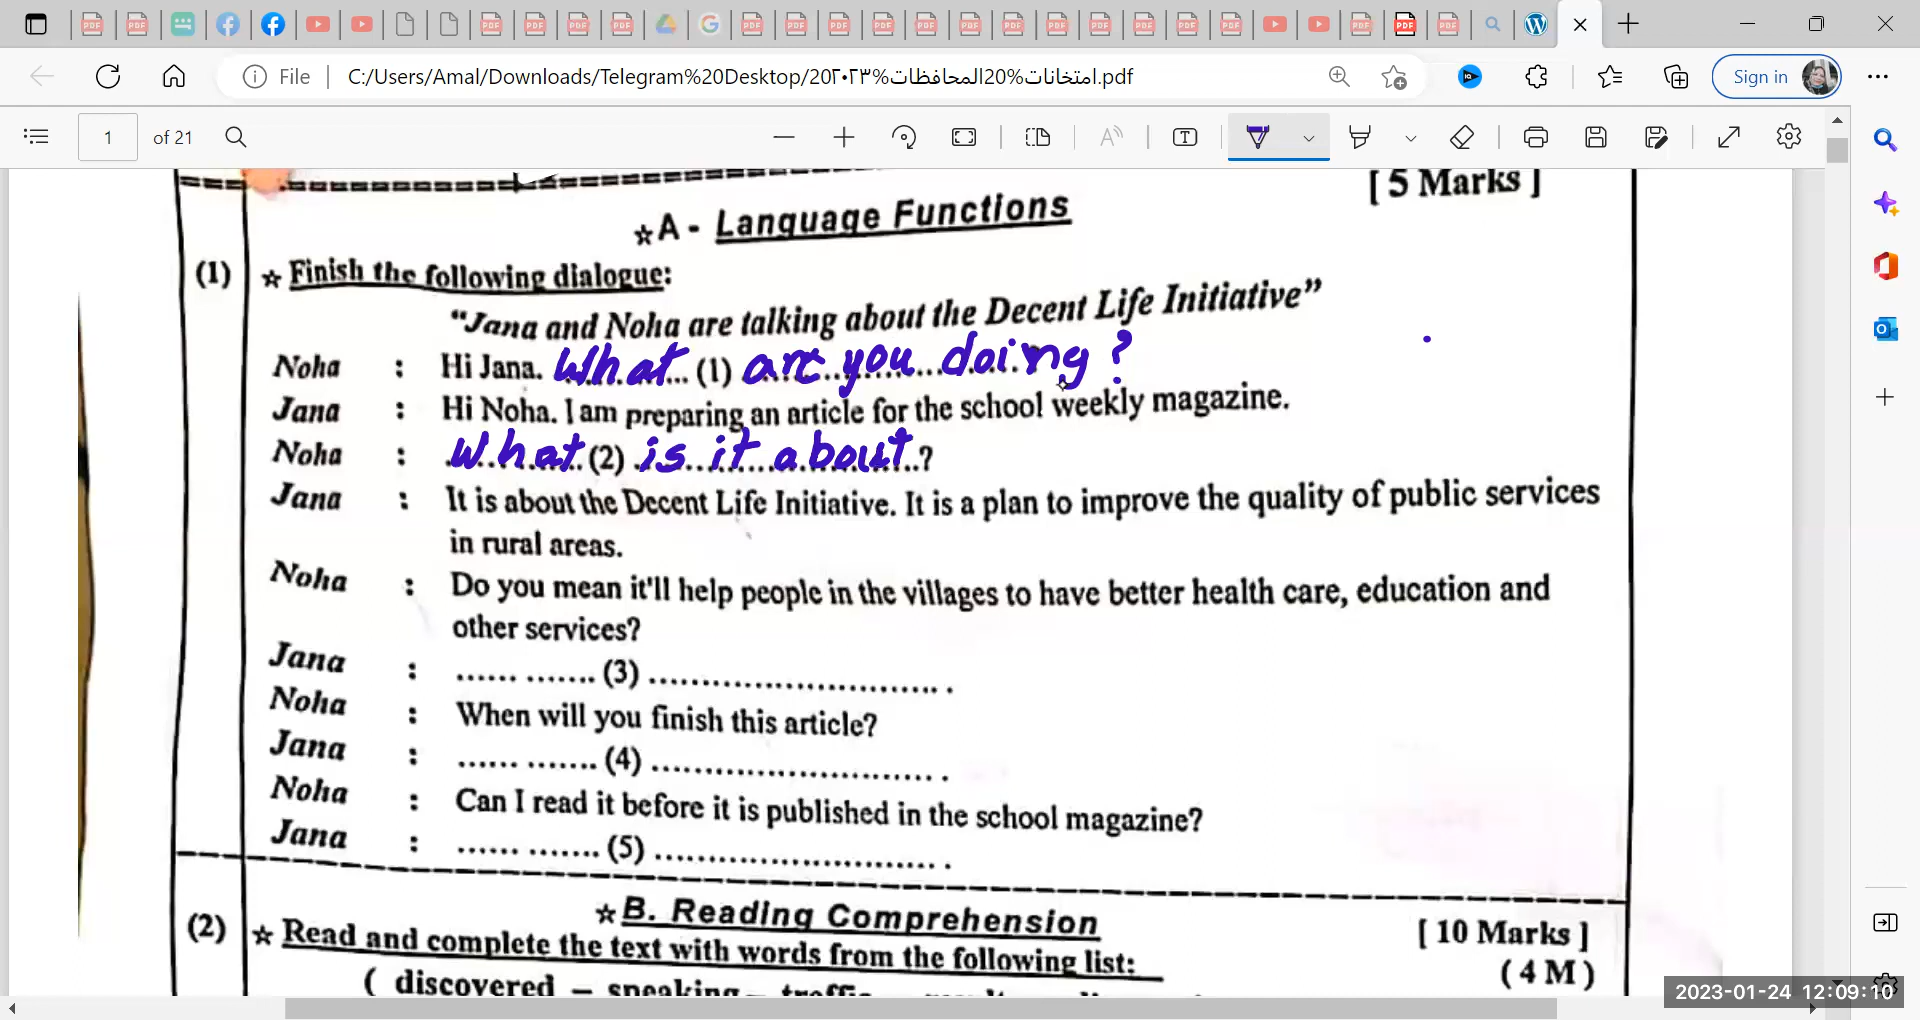 File
C:/Users/Amal/Downloads/Telegram%20Desktop/20امتخانات%20المحافظات%٢٠٢٣.pdf
Sign in
1
of 21
[ 5 Marks ]
☆A - Language Functions
(1) ☆ Finish the following dialogue:
"Jana and Noha are talking about the Decent Life Initiative"
Noha : Hi Jana. What (1) are you doing ?
Jana : Hi Noha. I am preparing an article for the school weekly magazine.
Noha : What (2) is it about ?
Jana : It is about the Decent Life Initiative. It is a plan to improve the quality of public services
in rural areas.
Noha : Do you mean it'll help people in the villages to have better health care, education and
other services?
Jana : ...... ....... (3) ............................ .
Noha : When will you finish this article?
Jana : ...... ....... (4) ............................ .
Noha : Can I read it before it is published in the school magazine?
Jana : ...... ....... (5) ............................ .
☆B. Reading Comprehension
[ 10 Marks ]
(2) ☆ Read and complete the text with words from the following list:
( 4 M )
( discovered – speaking – traffic
2023-01-24 12:09:10